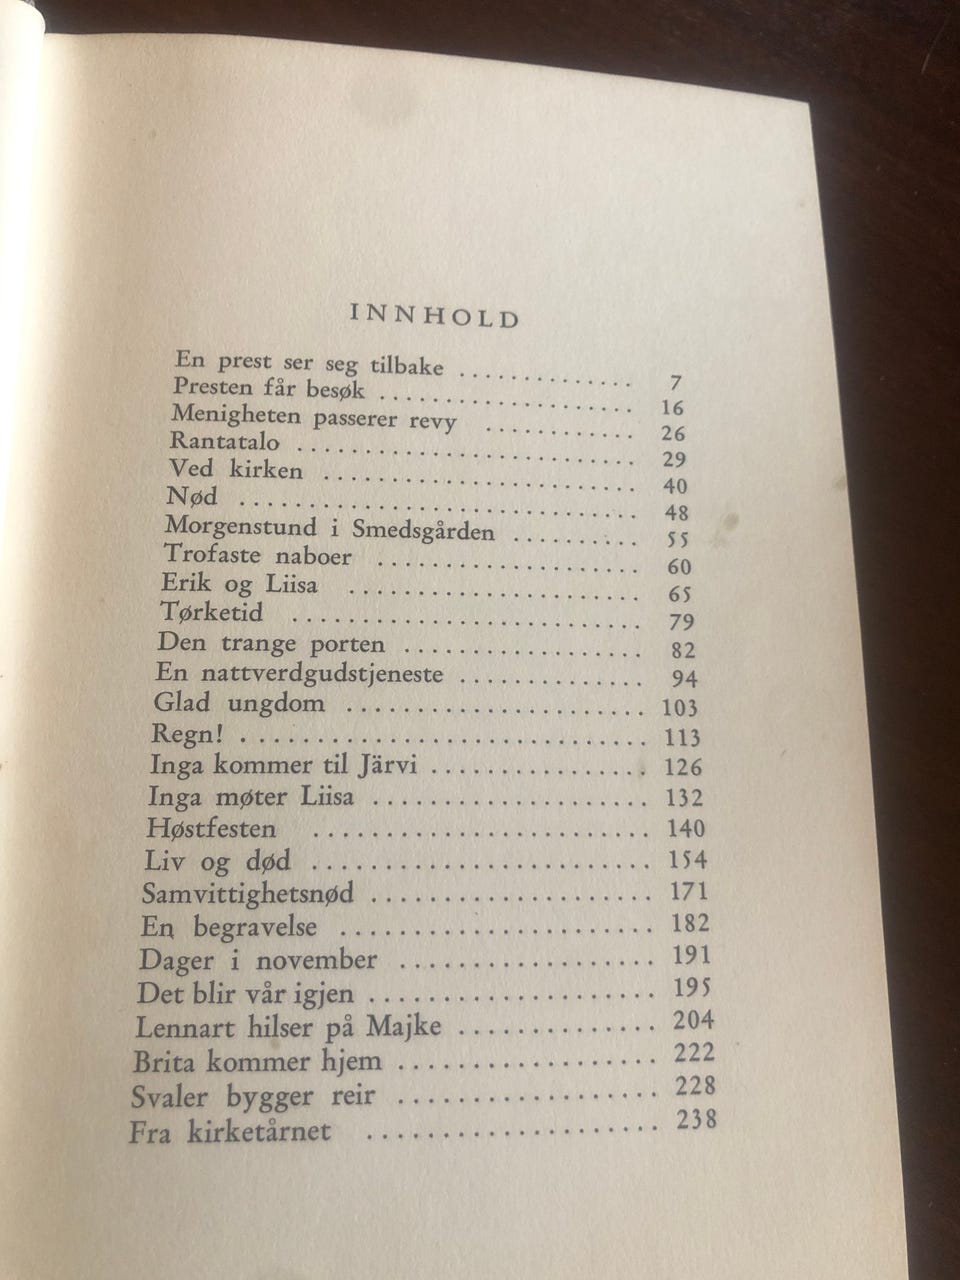 INNHOLD
En prest ser seg tilbake .............. 7
Presten får besøk .................... 16
Menigheten passerer revy ............ 26
Rantatalo .......................... 29
Ved kirken ........................ 40
Nød .............................. 48
Morgenstund i Smedsgården .......... 55
Trofaste naboer .................... 60
Erik og Liisa ...................... 65
Tørketid .......................... 79
Den trange porten .................. 82
En nattverdgudstjeneste .............. 94
Glad ungdom ...................... 103
Regn! ............................ 113
Inga kommer til Järvi ................ 126
Inga møter Liisa .................... 132
Høstfesten ........................ 140
Liv og død ........................ 154
Samvittighetsnød .................... 171
En begravelse ...................... 182
Dager i november .................. 191
Det blir vår igjen .................... 195
Lennart hilser på Majke .............. 204
Brita kommer hjem .................. 222
Svaler bygger reir .................. 228
Fra kirketårnet .................... 238